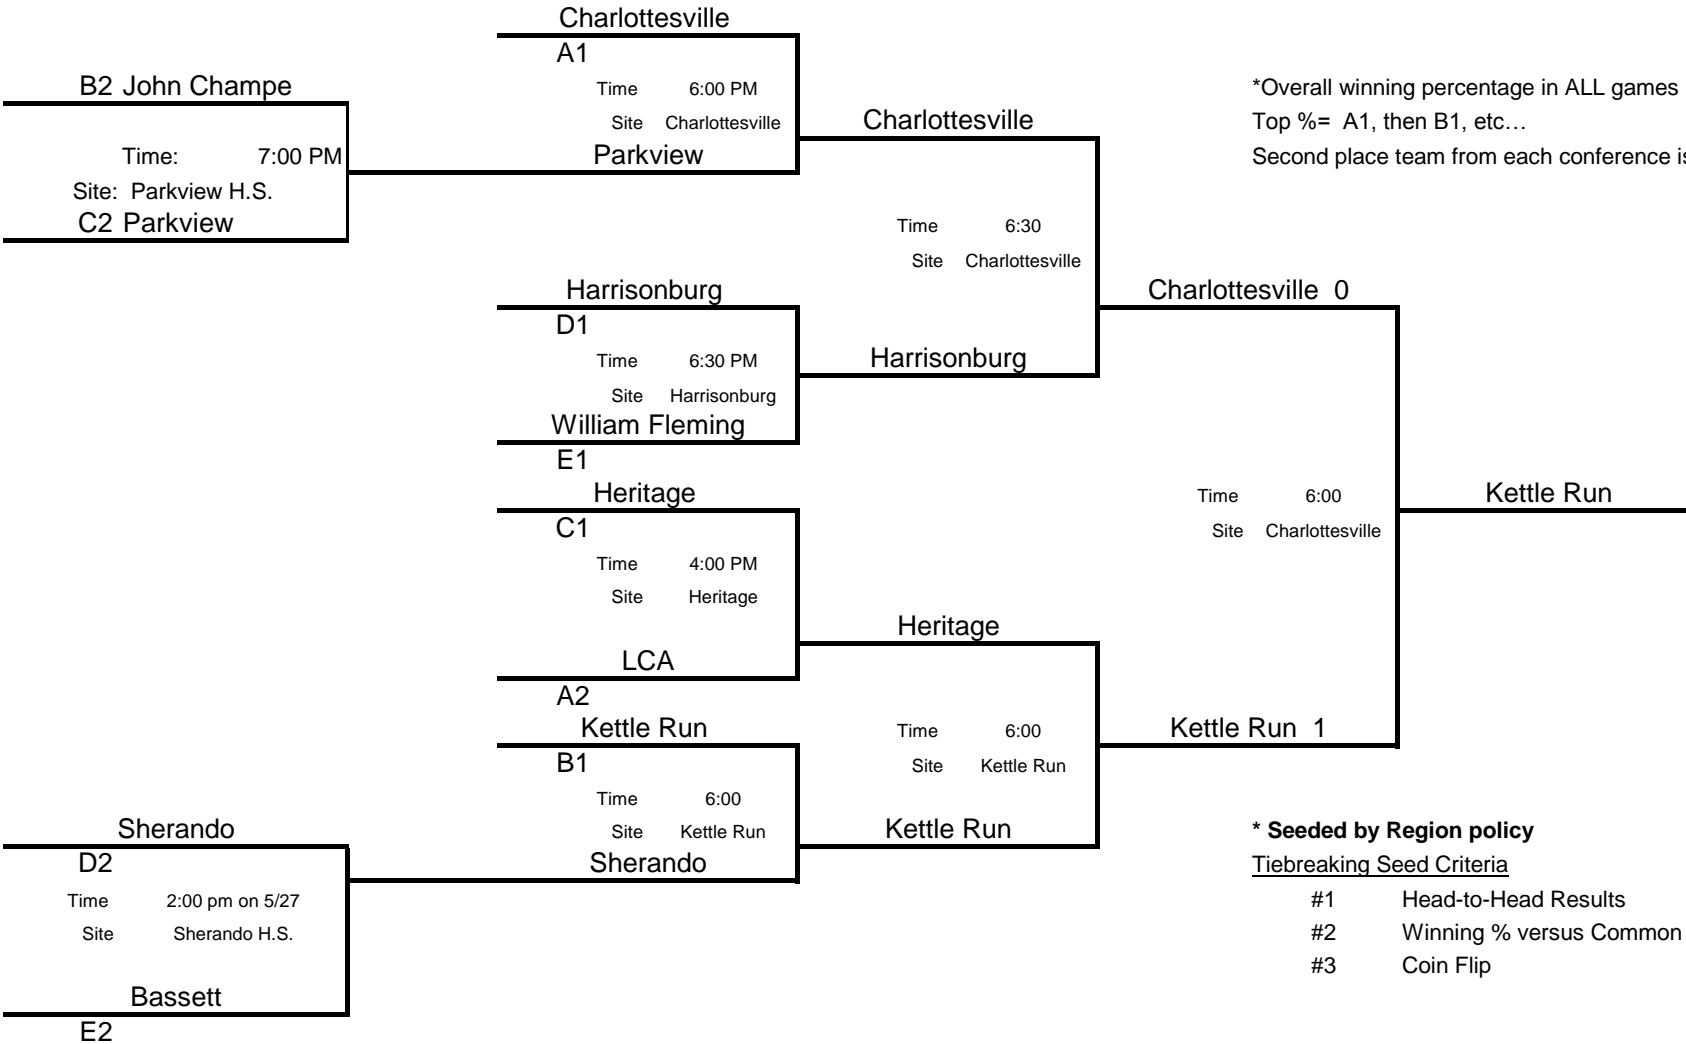 Charlottesville
A1
B2 John Champe
Time 6:00 PM
*Overall winning percentage in ALL games
Site Charlottesville
Charlottesville
Top %= A1, then B1, etc…
Time: 7:00 PM
Parkview
Second place team from each conference is
Site: Parkview H.S.
C2 Parkview
Time 6:30
Site Charlottesville
Harrisonburg
Charlottesville 0
D1
Time 6:30 PM
Harrisonburg
Site Harrisonburg
William Fleming
E1
Heritage
Time 6:00
Kettle Run
C1
Site Charlottesville
Time 4:00 PM
Site Heritage
Heritage
LCA
A2
Kettle Run
Time 6:00
Kettle Run 1
B1
Site Kettle Run
Time 6:00
Sherando
Site Kettle Run
Kettle Run
* Seeded by Region policy
D2
Sherando
Tiebreaking Seed Criteria
Time 2:00 pm on 5/27
#1 Head-to-Head Results
Site Sherando H.S.
#2 Winning % versus Common
#3 Coin Flip
Bassett
E2